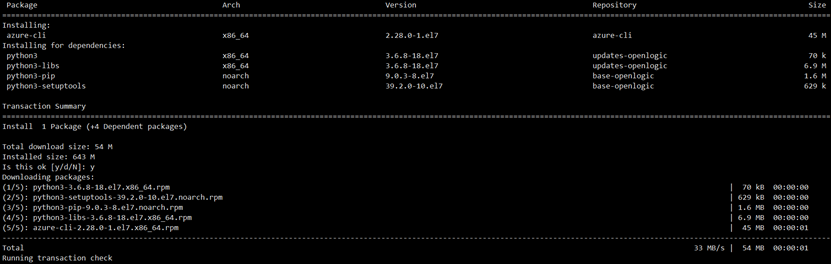 Package Arch Version Repository Size
================================================================================
Installing:
azure-cli x86_64 2.28.0-1.el7 azure-cli 45 M
Installing for dependencies:
python3 x86_64 3.6.8-18.el7 updates-openlogic 70 k
python3-libs x86_64 3.6.8-18.el7 updates-openlogic 6.9 M
python3-pip noarch 9.0.3-8.el7 base-openlogic 1.6 M
python3-setuptools noarch 39.2.0-10.el7 base-openlogic 629 k
Transaction Summary
================================================================================
Install 1 Package (+4 Dependent packages)
Total download size: 54 M
Installed size: 643 M
Is this ok [y/d/N]: y
Downloading packages:
(1/5): python3-3.6.8-18.el7.x86_64.rpm | 70 kB 00:00:00
(2/5): python3-setuptools-39.2.0-10.el7.noarch.rpm | 629 kB 00:00:00
(3/5): python3-pip-9.0.3-8.el7.noarch.rpm | 1.6 MB 00:00:00
(4/5): python3-libs-3.6.8-18.el7.x86_64.rpm | 6.9 MB 00:00:00
(5/5): azure-cli-2.28.0-1.el7.x86_64.rpm | 45 MB 00:00:01
--------------------------------------------------------------------------------
Total 33 MB/s | 54 MB 00:00:01
Running transaction check